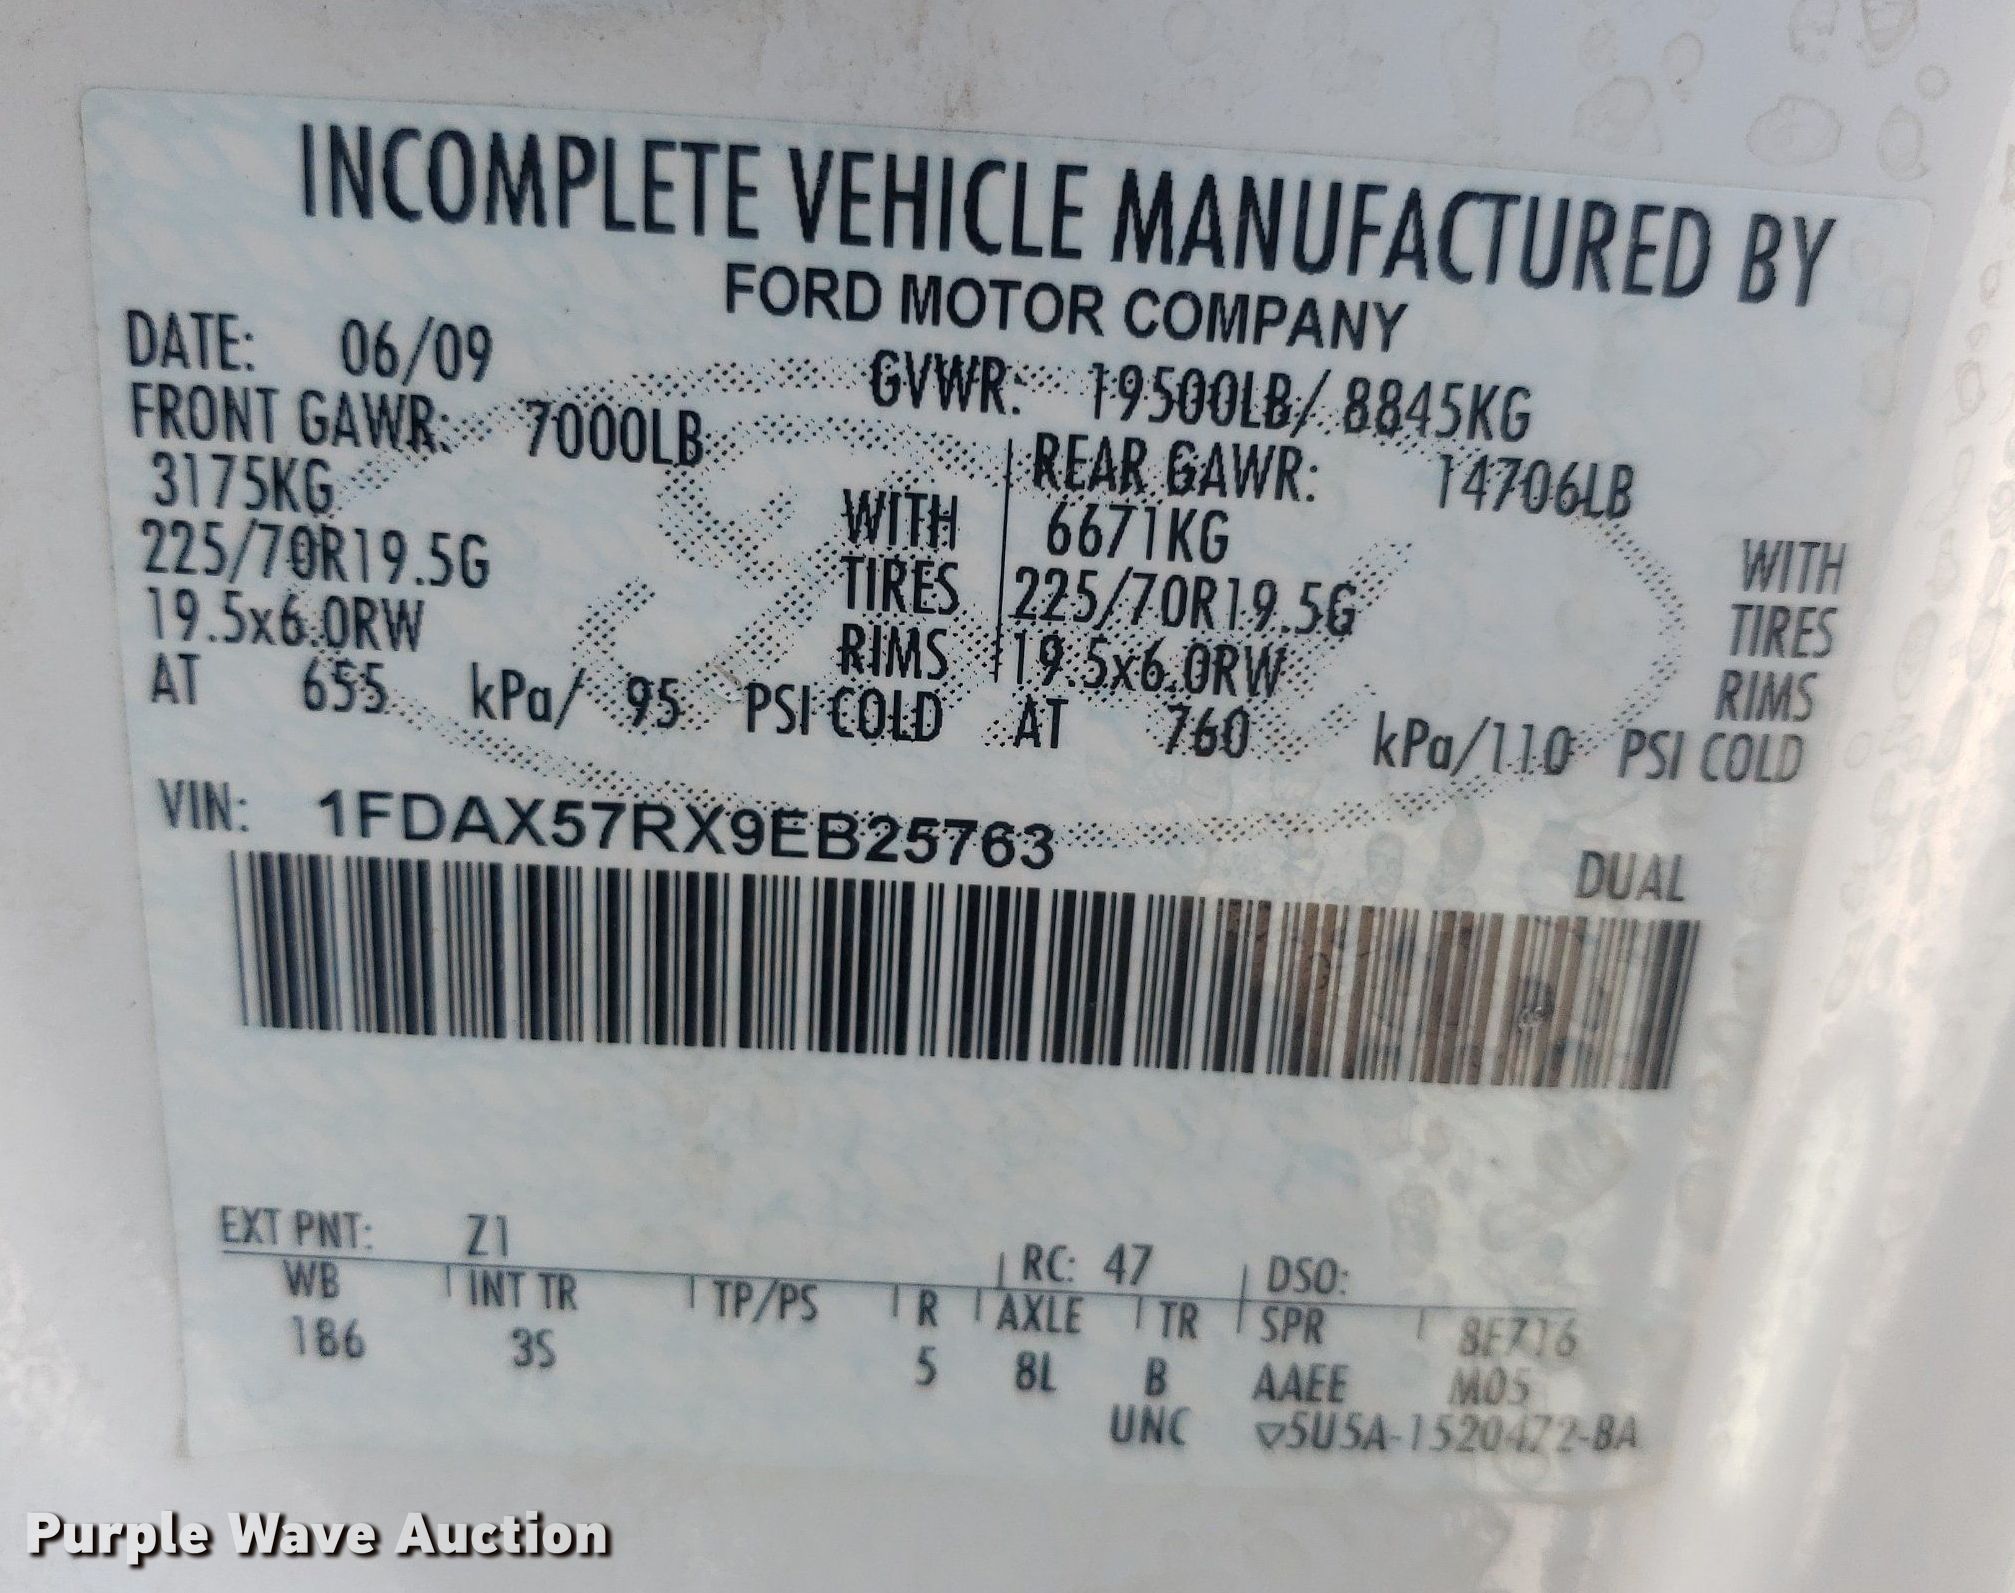 INCOMPLETE VEHICLE MANUFACTURED BY
FORD MOTOR COMPANY
DATE: 06/09 GVWR: 19500LB/ 8845KG
FRONT GAWR: 7000LB REAR GAWR: 14706LB
3175KG WITH 6671KG WITH
225/70R19.5G TIRES 225/70R19.5G TIRES
19.5x6.0RW RIMS 19.5x6.0RW RIMS
AT 655 kPa/ 95 PSI COLD AT 760 kPa/110 PSI COLD
VIN: 1FDAX57RX9EB25763
DUAL
EXT PNT: Z1 RC: 47 DSO:
WB INT TR TP/PS R AXLE TR SPR 8F716
186 3S 5 8L B AAEE M05
UNC ▽5U5A-1520472-BA
Purple Wave Auction